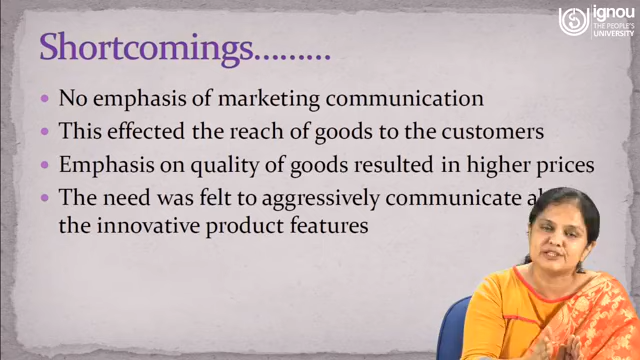 ignou
THE PEOPLE'S
UNIVERSITY
Shortcomings.........
No emphasis of marketing communication
This effected the reach of goods to the customers
Emphasis on quality of goods resulted in higher prices
The need was felt to aggressively communicate
the innovative product features